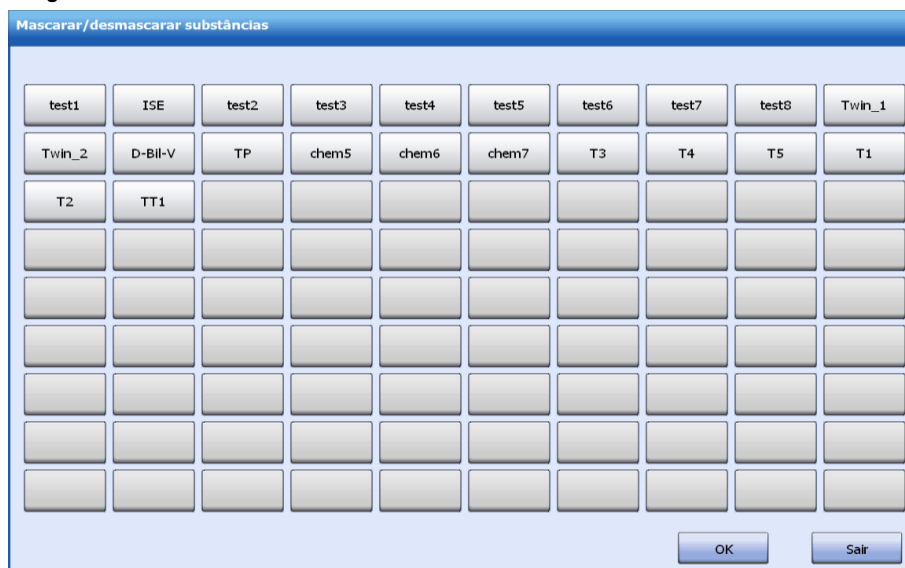 Mascarar/desmascarar substâncias
test1 ISE test2 test3 test4 test5 test6 test7 test8 Twin_1
Twin_2 D-Bil-V TP chem5 chem6 chem7 T3 T4 T5 T1
T2 TT1
OK Sair